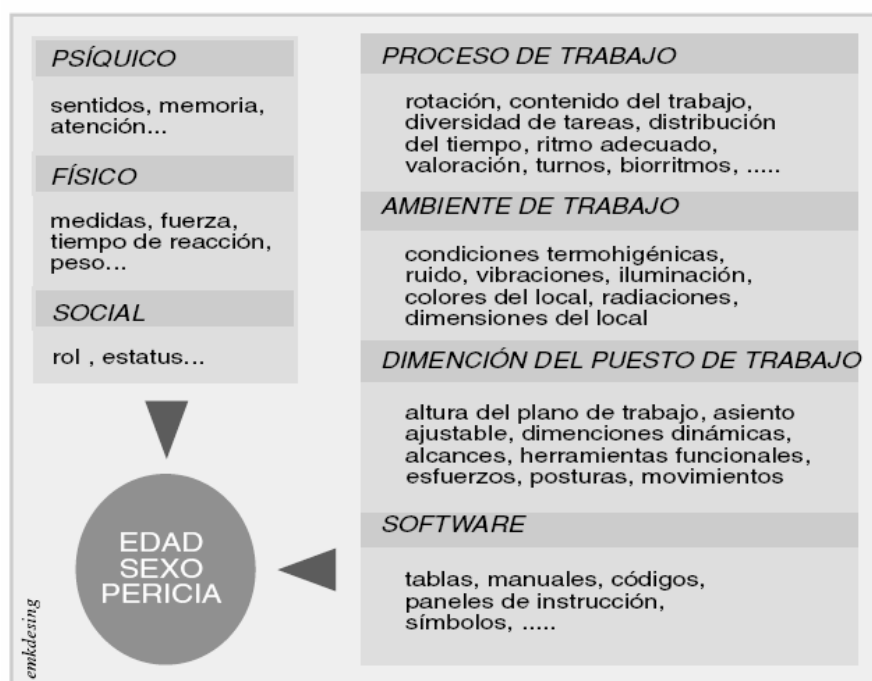 PSÍQUICO
sentidos, memoria,
atención...
FÍSICO
medidas, fuerza,
tiempo de reacción,
peso...
SOCIAL
rol , estatus...
EDAD
SEXO
PERICIA
PROCESO DE TRABAJO
rotación, contenido del trabajo,
diversidad de tareas, distribución
del tiempo, ritmo adecuado,
valoración, turnos, biorritmos, .....
AMBIENTE DE TRABAJO
condiciones termohigénicas,
ruido, vibraciones, iluminación,
colores del local, radiaciones,
dimensiones del local
DIMENCIÓN DEL PUESTO DE TRABAJO
altura del plano de trabajo, asiento
ajustable, dimenciones dinámicas,
alcances, herramientas funcionales,
esfuerzos, posturas, movimientos
SOFTWARE
tablas, manuales, códigos,
paneles de instrucción,
símbolos, .....
emkdesing